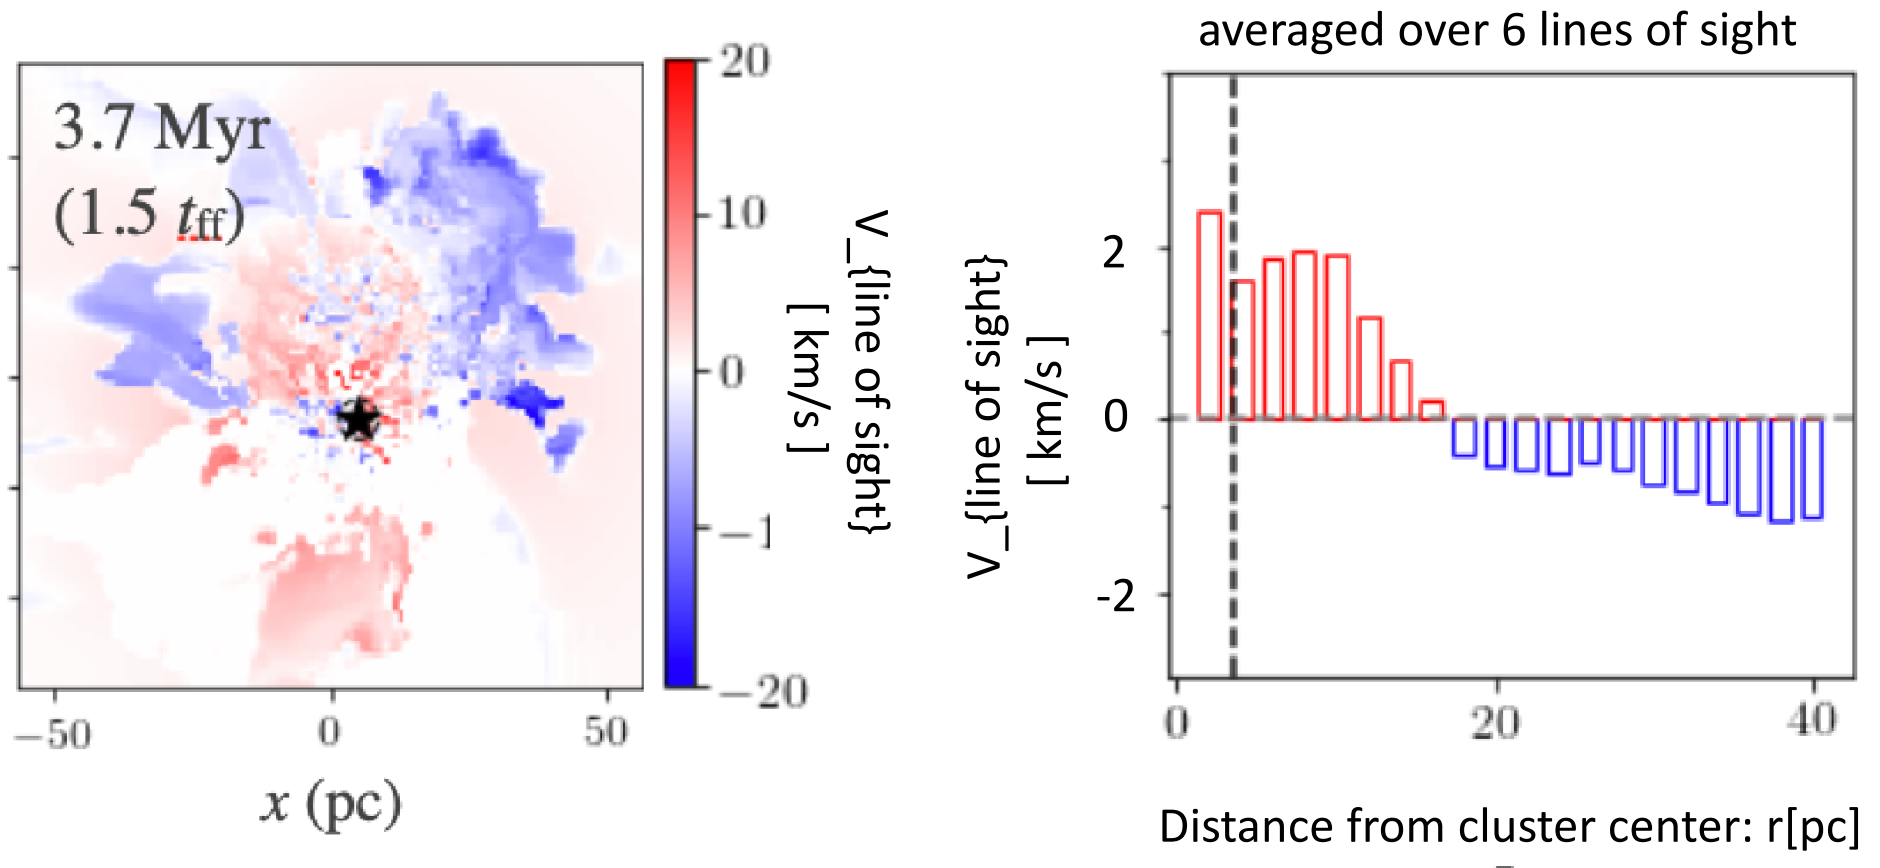 averaged over 6 lines of sight
3.7 Myr
(1.5 tff)
20
10
0
−1
−20
V_{line of sight}
[ km/s ]
−50
0
50
x (pc)
V_{line of sight}
[ km/s ]
2
0
-2
0
20
40
Distance from cluster center: r[pc]